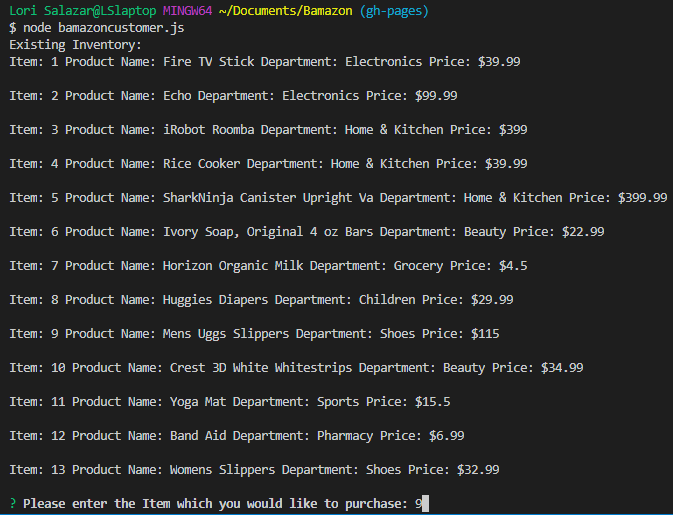 Lori Salazar@LSlaptop MINGW64 ~/Documents/Bamazon (gh-pages)
$ node bamazoncustomer.js
Existing Inventory:
Item: 1 Product Name: Fire TV Stick Department: Electronics Price: $39.99
Item: 2 Product Name: Echo Department: Electronics Price: $99.99
Item: 3 Product Name: iRobot Roomba Department: Home & Kitchen Price: $399
Item: 4 Product Name: Rice Cooker Department: Home & Kitchen Price: $39.99
Item: 5 Product Name: SharkNinja Canister Upright Va Department: Home & Kitchen Price: $399.99
Item: 6 Product Name: Ivory Soap, Original 4 oz Bars Department: Beauty Price: $22.99
Item: 7 Product Name: Horizon Organic Milk Department: Grocery Price: $4.5
Item: 8 Product Name: Huggies Diapers Department: Children Price: $29.99
Item: 9 Product Name: Mens Uggs Slippers Department: Shoes Price: $115
Item: 10 Product Name: Crest 3D White Whitestrips Department: Beauty Price: $34.99
Item: 11 Product Name: Yoga Mat Department: Sports Price: $15.5
Item: 12 Product Name: Band Aid Department: Pharmacy Price: $6.99
Item: 13 Product Name: Womens Slippers Department: Shoes Price: $32.99
? Please enter the Item which you would like to purchase: 9